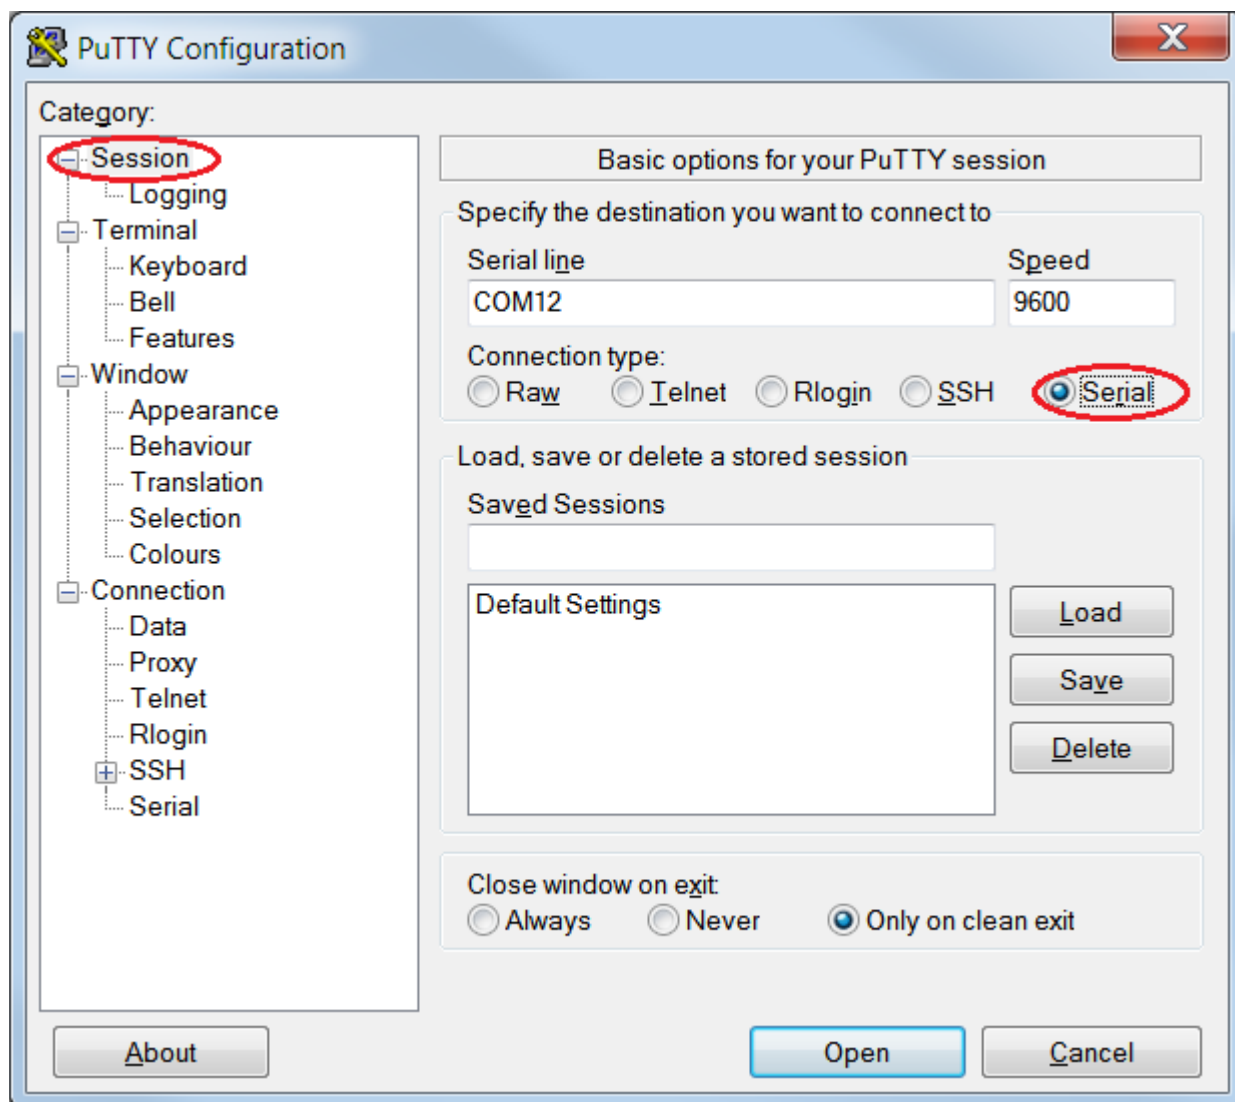 PuTTY Configuration
Category:
Session
Logging
Terminal
Keyboard
Bell
Features
Window
Appearance
Behaviour
Translation
Selection
Colours
Connection
Data
Proxy
Telnet
Rlogin
SSH
Serial
Basic options for your PuTTY session
Specify the destination you want to connect to
Serial line Speed
COM12 9600
Connection type:
Raw Telnet Rlogin SSH Serial
Load, save or delete a stored session
Saved Sessions
Default Settings
Load
Save
Delete
Close window on exit:
Always Never Only on clean exit
About Open Cancel